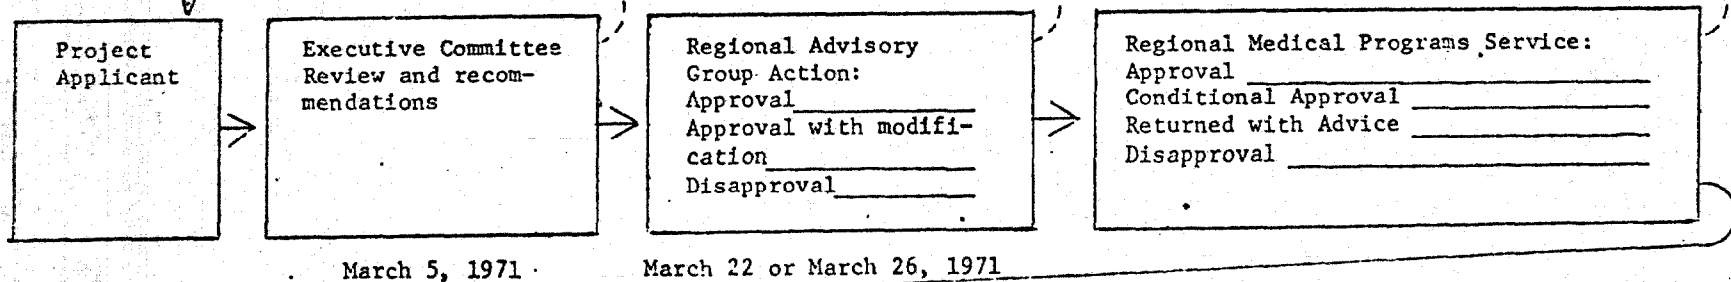 Project
Applicant
Executive Committee
Review and recom-
mendations
Regional Advisory
Group Action:
Approval
Approval with modifi-
cation
Disapproval
Regional Medical Programs Service:
Approval
Conditional Approval
Returned with Advice
Disapproval
March 5, 1971
March 22 or March 26, 1971